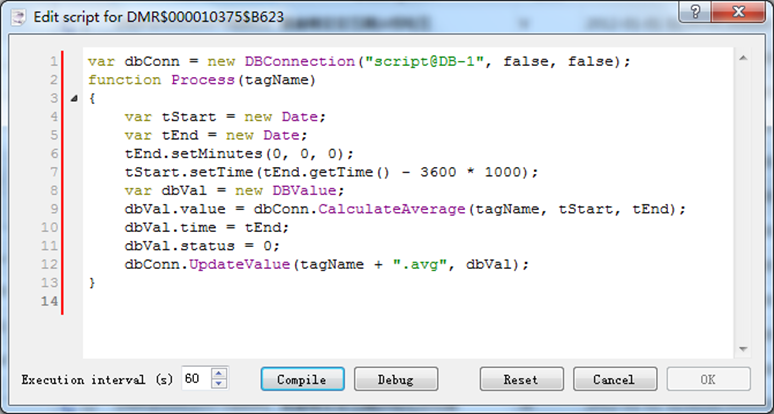 Edit script for DMR$000010375$B623
1 var dbConn = new DBConnection("script@DB-1", false, false);
2 function Process(tagName)
3 {
4 var tStart = new Date;
5 var tEnd = new Date;
6 tEnd.setMinutes(0, 0, 0);
7 tStart.setTime(tEnd.getTime() - 3600 * 1000);
8 var dbVal = new DBValue;
9 dbVal.value = dbConn.CalculateAverage(tagName, tStart, tEnd);
10 dbVal.time = tEnd;
11 dbVal.status = 0;
12 dbConn.UpdateValue(tagName + ".avg", dbVal);
13 }
14
Execution interval (s) 60 Compile Debug Reset Cancel OK